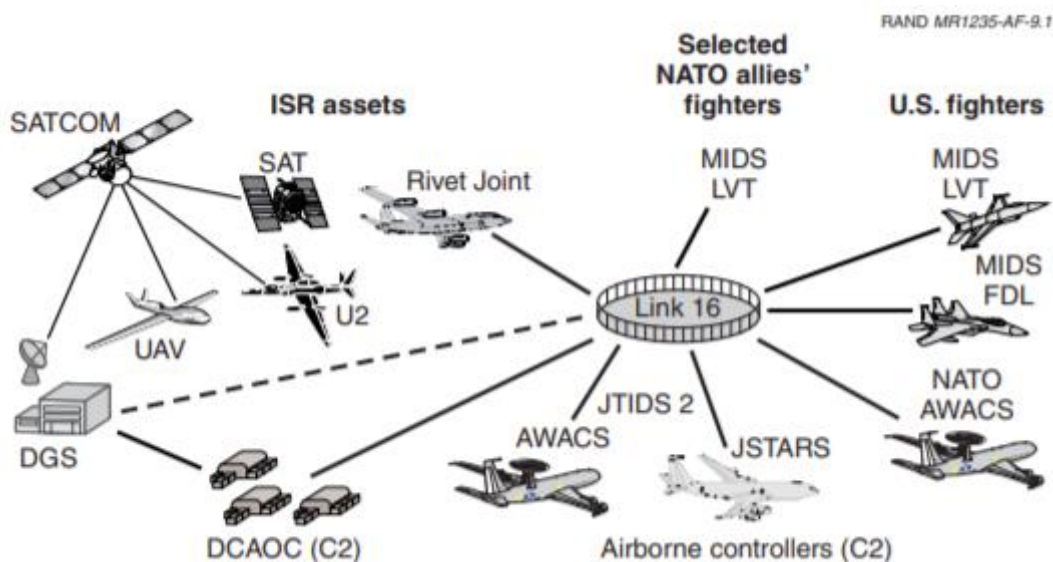 RAND MR1235-AF-9.1
Selected
NATO allies'
fighters
ISR assets
U.S. fighters
SATCOM
SAT
Rivet Joint
MIDS
LVT
MIDS
LVT
MIDS
FDL
Link 16
U2
UAV
DGS
JTIDS 2
AWACS
JSTARS
NATO
AWACS
DCAOC (C2)
Airborne controllers (C2)